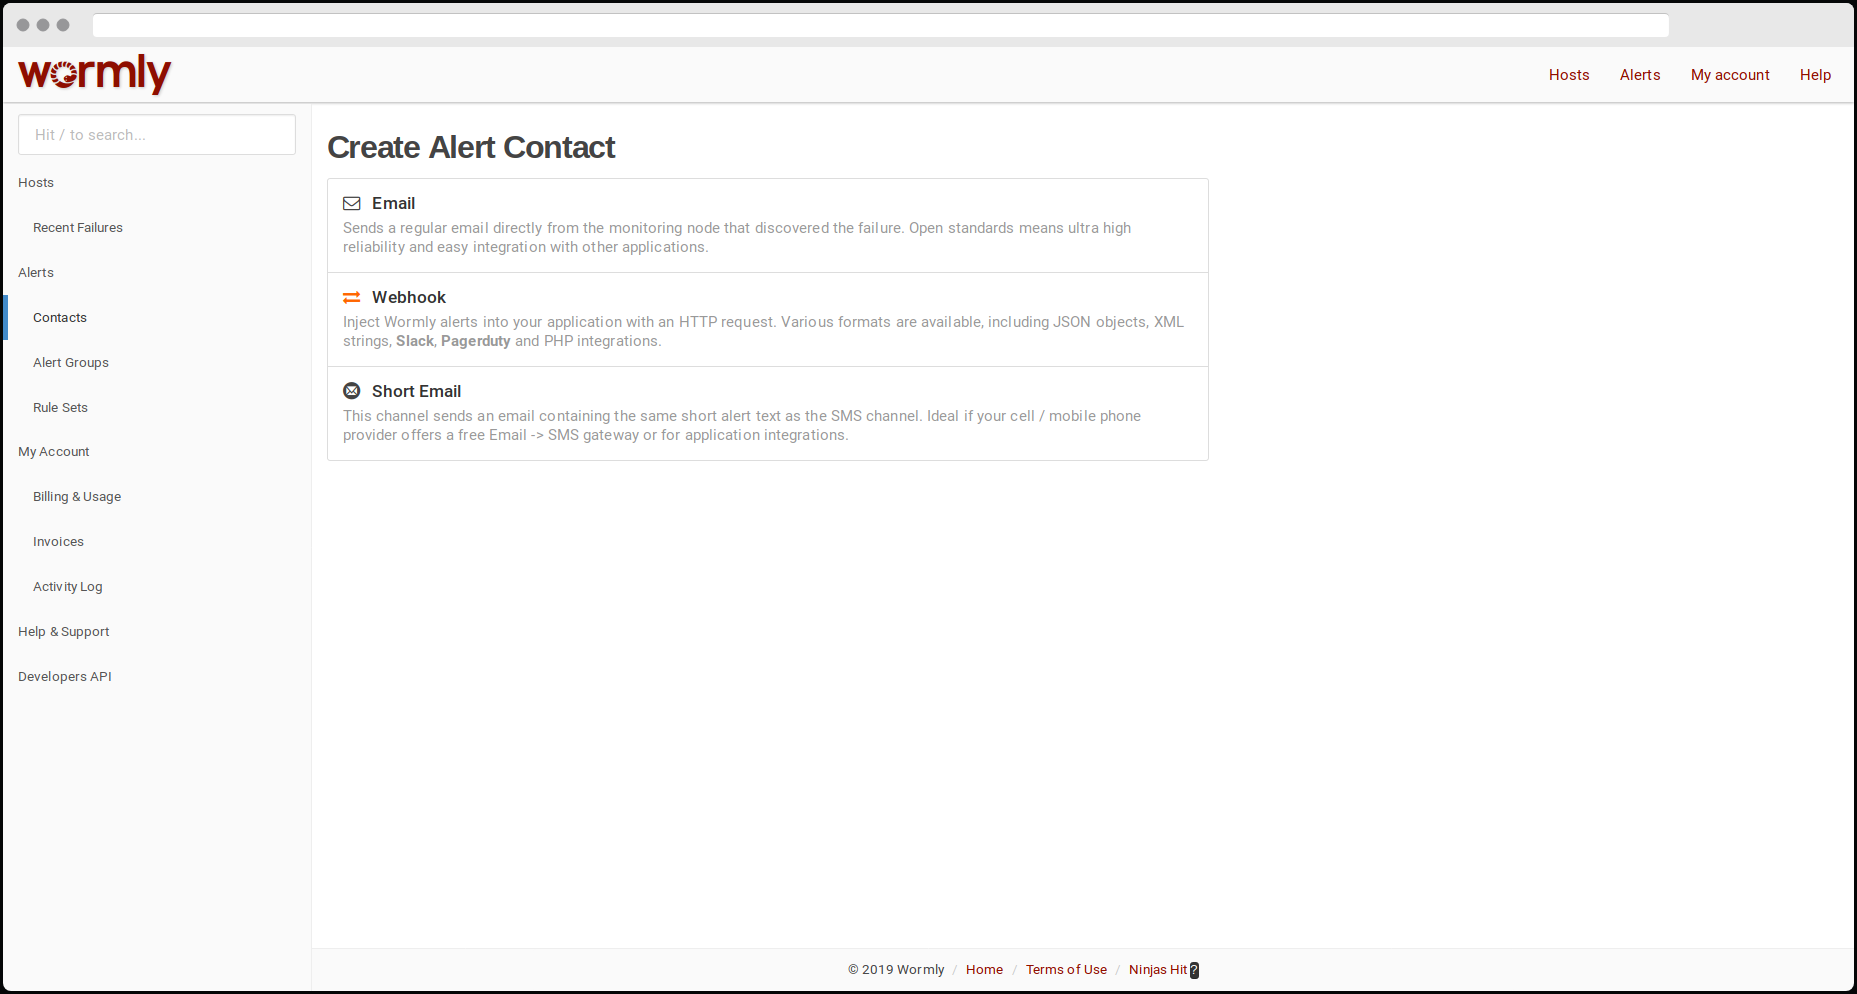 wormly
Hosts
Alerts
My account
Help
Hit / to search...
Hosts
Recent Failures
Alerts
Contacts
Alert Groups
Rule Sets
My Account
Billing & Usage
Invoices
Activity Log
Help & Support
Developers API
Create Alert Contact
Email
Sends a regular email directly from the monitoring node that discovered the failure. Open standards means ultra high
reliability and easy integration with other applications.
Webhook
Inject Wormly alerts into your application with an HTTP request. Various formats are available, including JSON objects, XML
strings, Slack, Pagerduty and PHP integrations.
Short Email
This channel sends an email containing the same short alert text as the SMS channel. Ideal if your cell / mobile phone
provider offers a free Email -> SMS gateway or for application integrations.
© 2019 Wormly / Home / Terms of Use / Ninjas Hit ?